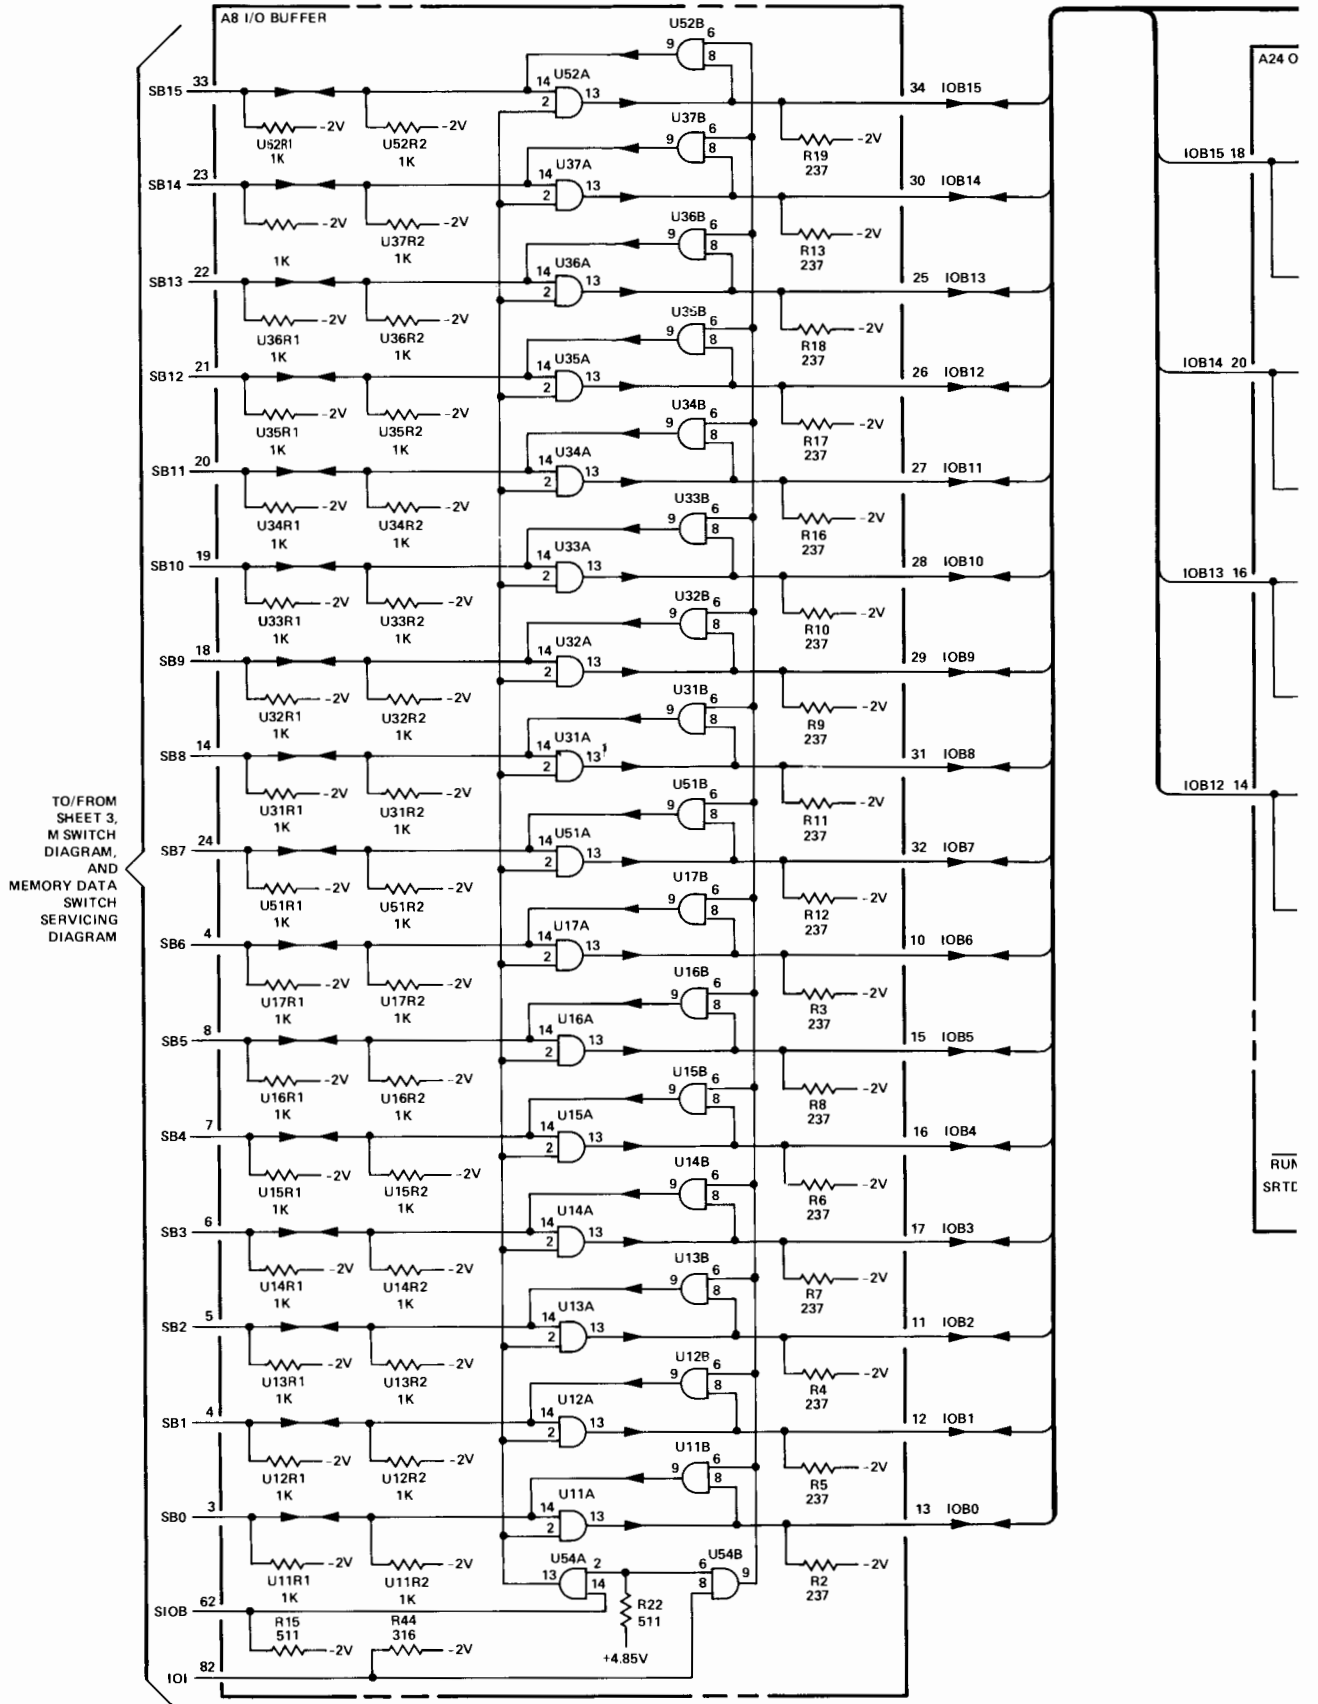 A8 I/O BUFFER
A24 O
U52B
9 6
8
SB15 33
14 U52A
2 13
34 IOB15
-2V -2V
U52R1 U52R2
1K 1K
R19 -2V
237
U37B
9 6
8
SB14 23
14 U37A
2 13
30 IOB14
-2V -2V
U37R2
1K 1K
R13 -2V
237
IOB15 18
U36B
9 6
8
SB13 22
14 U36A
2 13
25 IOB13
-2V -2V
U36R1 U36R2
1K 1K
R18 -2V
237
U35B
9 6
8
SB12 21
14 U35A
2 13
26 IOB12
-2V -2V
U35R1 U35R2
1K 1K
R17 -2V
237
IOB14 20
U34B
9 6
8
SB11 20
14 U34A
2 13
27 IOB11
-2V -2V
U34R1 U34R2
1K 1K
R16 -2V
237
U33B
9 6
8
SB10 19
14 U33A
2 13
28 IOB10
-2V -2V
U33R1 U33R2
1K 1K
R10 -2V
237
IOB13 16
U32B
9 6
8
SB9 18
14 U32A
2 13
29 IOB9
-2V -2V
U32R1 U32R2
1K 1K
R9 -2V
237
U31B
9 6
8
SB8 14
14 U31A
2 13
31 IOB8
-2V -2V
U31R1 U31R2
1K 1K
R11 -2V
237
IOB12 14
TO/FROM
SHEET 3,
M SWITCH
DIAGRAM,
AND
MEMORY DATA
SWITCH
SERVICING
DIAGRAM
U51B
9 6
8
SB7 24
14 U51A
2 13
32 IOB7
-2V -2V
U51R1 U51R2
1K 1K
R12 -2V
237
U17B
9 6
8
SB6 4
14 U17A
2 13
10 IOB6
-2V -2V
U17R1 U17R2
1K 1K
R3 -2V
237
U16B
9 6
8
SB5 8
14 U16A
2 13
15 IOB5
-2V -2V
U16R1 U16R2
1K 1K
R8 -2V
237
U15B
9 6
8
SB4 7
14 U15A
2 13
16 IOB4
-2V -2V
U15R1 U15R2
1K 1K
R6 -2V
237
RUN
SRTD
U14B
9 6
8
SB3 6
14 U14A
2 13
17 IOB3
-2V -2V
U14R1 U14R2
1K 1K
R7 -2V
237
U13B
9 6
8
SB2 5
14 U13A
2 13
11 IOB2
-2V -2V
U13R1 U13R2
1K 1K
R4 -2V
237
U12B
9 6
8
SB1 4
14 U12A
2 13
12 IOB1
-2V -2V
U12R1 U12R2
1K 1K
R5 -2V
237
U11B
9 6
8
SB0 3
14 U11A
2 13
13 IOB0
-2V -2V
U11R1 U11R2
1K 1K
R2 -2V
237
U54A
13 2
14
U54B
6
8 9
R22
511
+4.85V
SIOB 62
R15 R44
511 316
-2V -2V
IOI 82